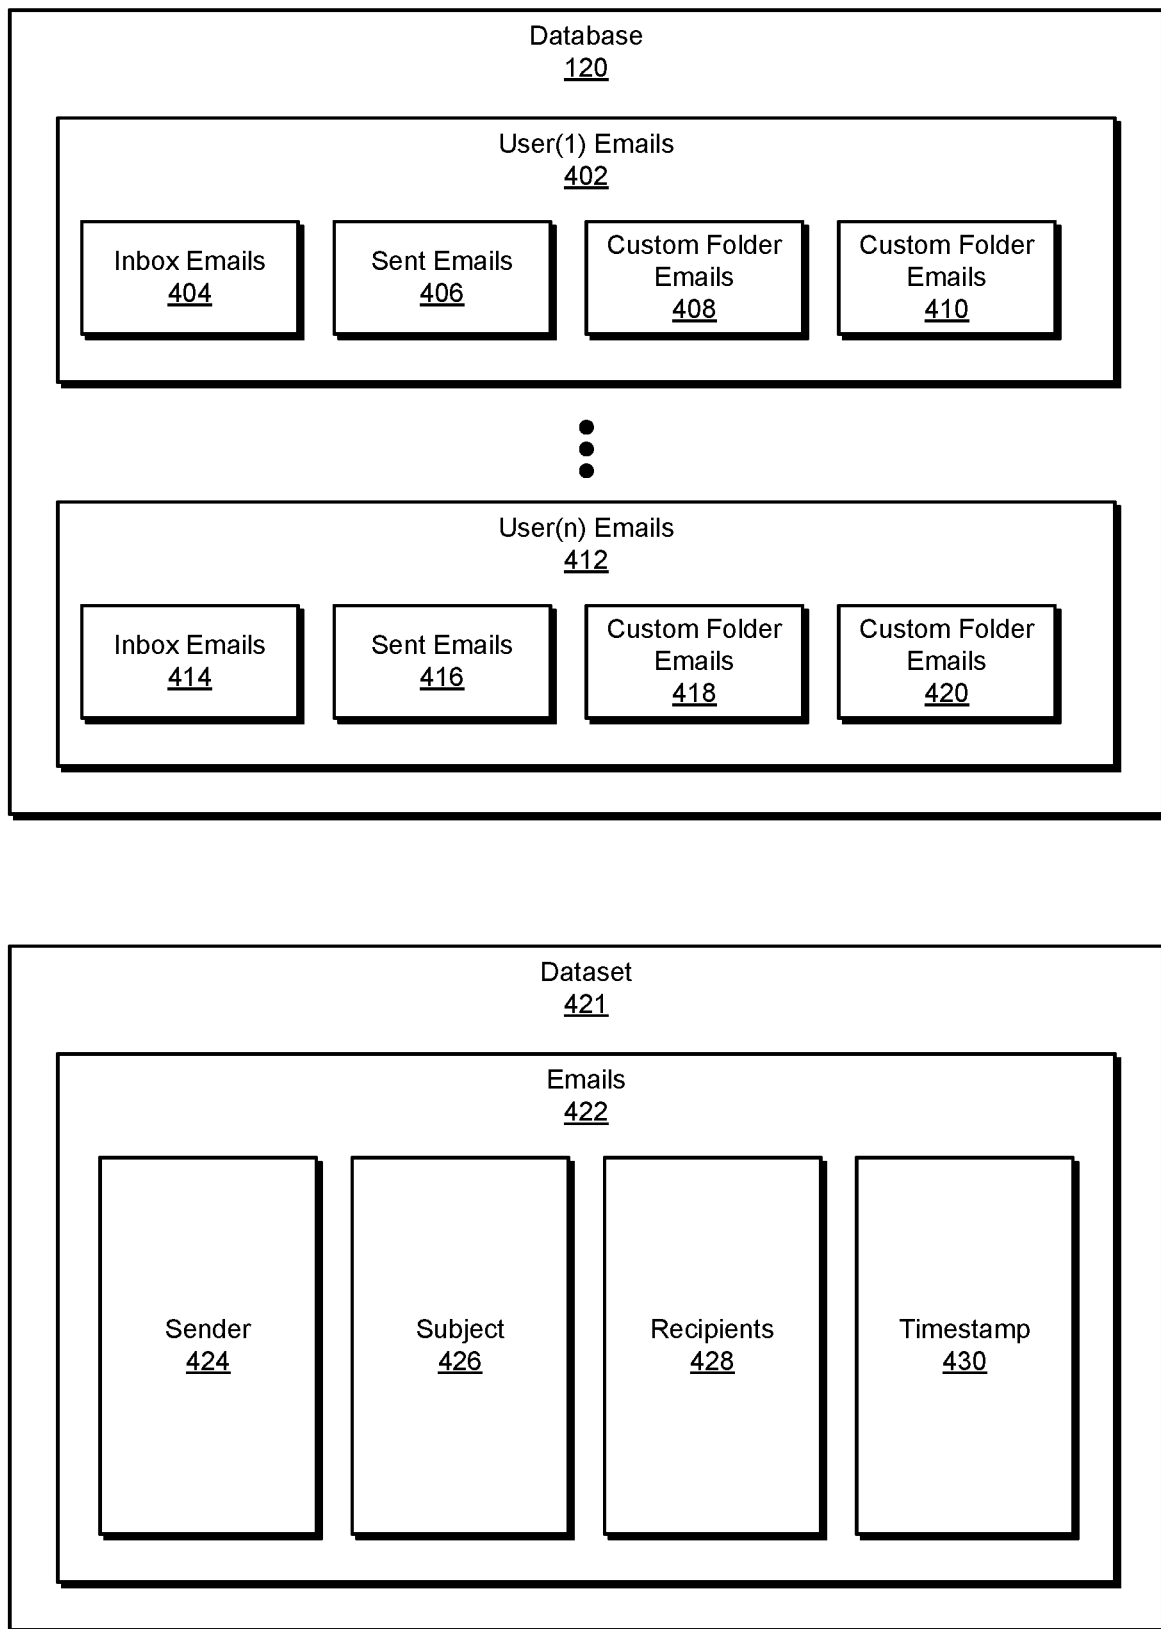 Database
120
User(1) Emails
402
Inbox Emails
404
Sent Emails
406
Custom Folder
Emails
408
Custom Folder
Emails
410
User(n) Emails
412
Inbox Emails
414
Sent Emails
416
Custom Folder
Emails
418
Custom Folder
Emails
420
Dataset
421
Emails
422
Sender
424
Subject
426
Recipients
428
Timestamp
430